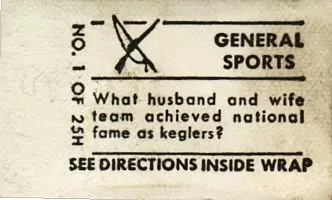 NO. 1 OF 25H
GENERAL
SPORTS
What husband and wife
team achieved national
fame as keglers?
SEE DIRECTIONS INSIDE WRAP